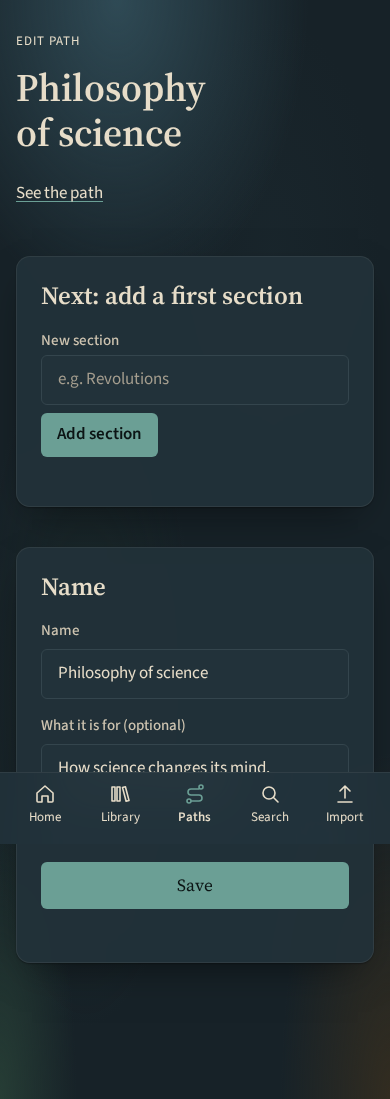 EDIT PATH
Philosophy
of science
See the path
Next: add a first section
New section
e.g. Revolutions
Add section
Name
Name
Philosophy of science
What it is for (optional)
How science changes its mind.
Home
Library
Paths
Search
Import
Save